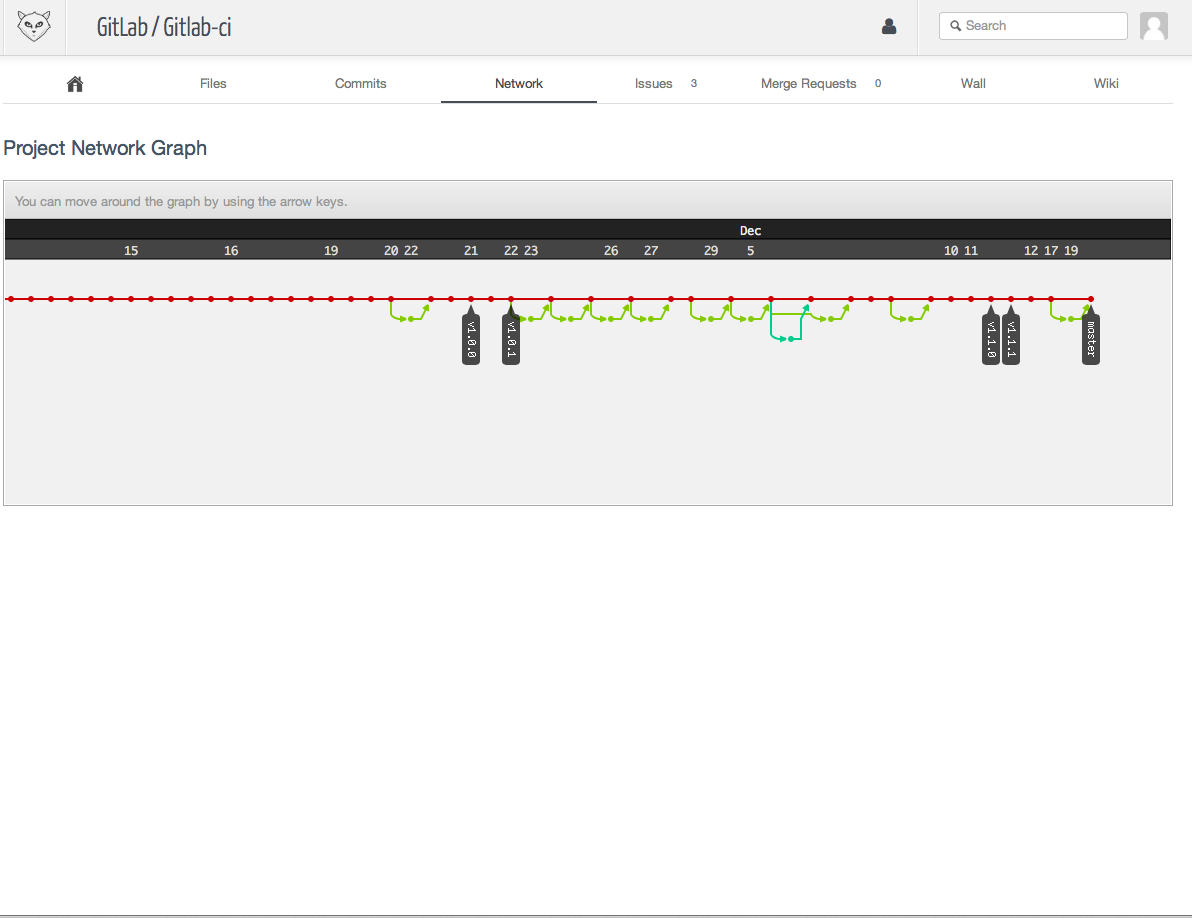 GitLab / Gitlab-ci
Search
Files Commits Network Issues 3 Merge Requests 0 Wall Wiki
Project Network Graph
You can move around the graph by using the arrow keys.
Dec
15 16 19 20 22 21 22 23 26 27 29 5 10 11 12 17 19
v1.0.0
v1.0.1
v1.1.0
v1.1.1
master